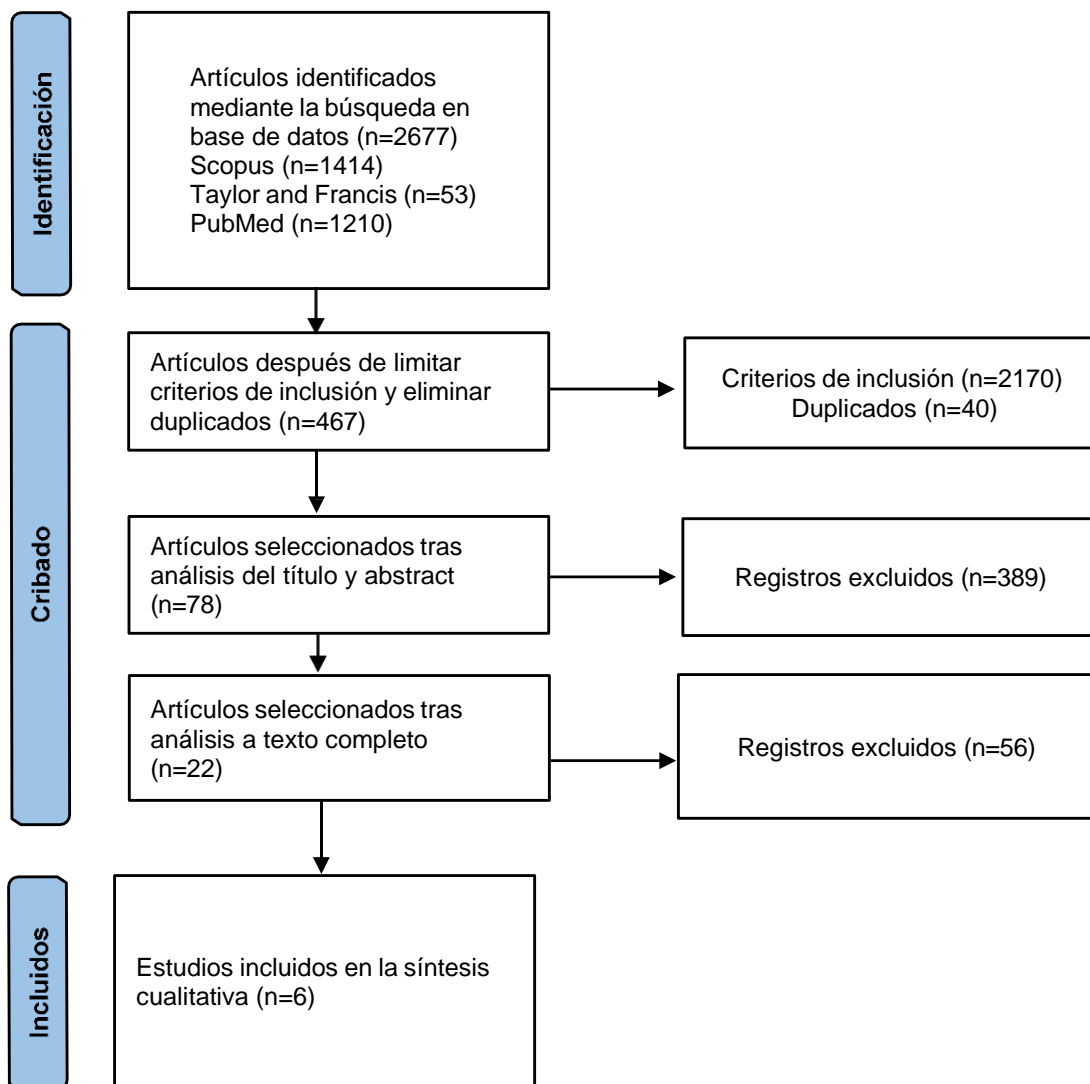 Identificación
Artículos identificados
mediante la búsqueda en
base de datos (n=2677)
Scopus (n=1414)
Taylor and Francis (n=53)
PubMed (n=1210)
Cribado
Artículos después de limitar
criterios de inclusión y eliminar
duplicados (n=467)
Criterios de inclusión (n=2170)
Duplicados (n=40)
Artículos seleccionados tras
análisis del título y abstract
(n=78)
Registros excluidos (n=389)
Artículos seleccionados tras
análisis a texto completo
(n=22)
Registros excluidos (n=56)
Incluidos
Estudios incluidos en la síntesis
cualitativa (n=6)